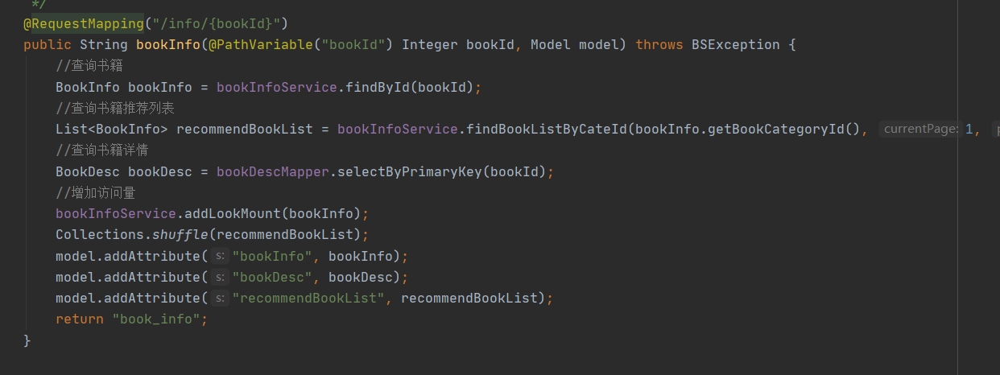 */
@RequestMapping("/info/{bookId}")
public String bookInfo(@PathVariable("bookId") Integer bookId, Model model) throws BSException {
//查询书籍
BookInfo bookInfo = bookInfoService.findById(bookId);
//查询书籍推荐列表
List<BookInfo> recommendBookList = bookInfoService.findBookListByCateId(bookInfo.getBookCategoryId(), currentPage: 1,
//查询书籍详情
BookDesc bookDesc = bookDescMapper.selectByPrimaryKey(bookId);
//增加访问量
bookInfoService.addLookMount(bookInfo);
Collections.shuffle(recommendBookList);
model.addAttribute( s: "bookInfo", bookInfo);
model.addAttribute( s: "bookDesc", bookDesc);
model.addAttribute( s: "recommendBookList", recommendBookList);
return "book_info";
}